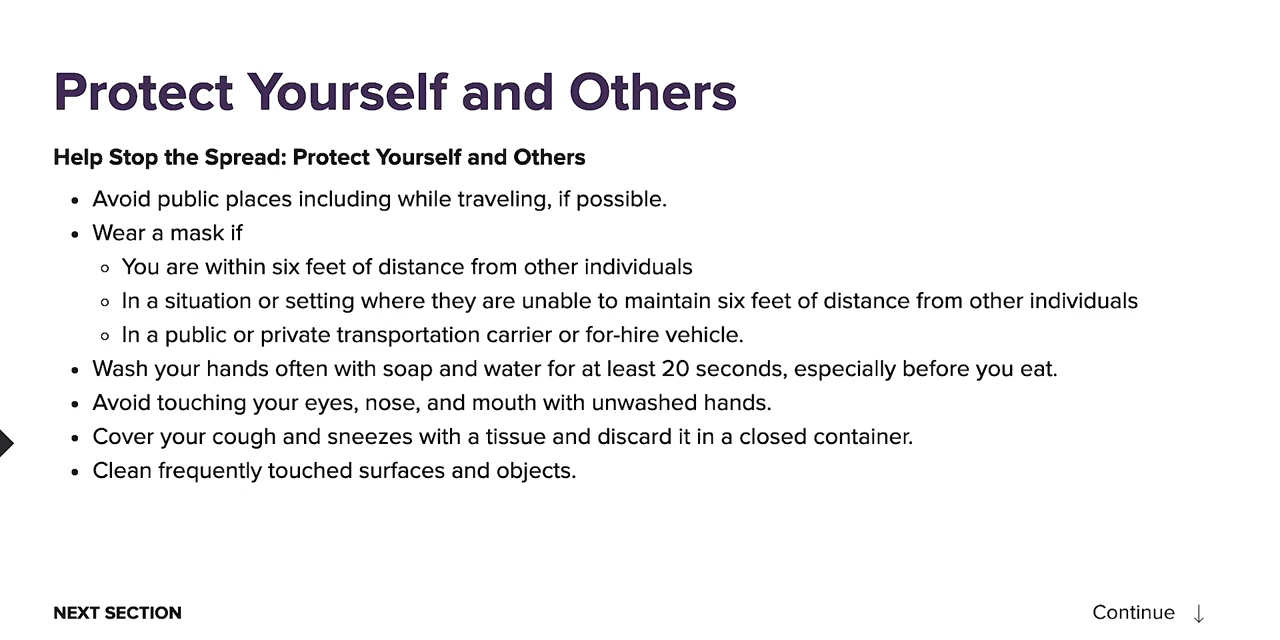 Protect Yourself and Others
Help Stop the Spread: Protect Yourself and Others
• Avoid public places including while traveling, if possible.
• Wear a mask if
◦ You are within six feet of distance from other individuals
◦ In a situation or setting where they are unable to maintain six feet of distance from other individuals
◦ In a public or private transportation carrier or for-hire vehicle.
• Wash your hands often with soap and water for at least 20 seconds, especially before you eat.
• Avoid touching your eyes, nose, and mouth with unwashed hands.
• Cover your cough and sneezes with a tissue and discard it in a closed container.
• Clean frequently touched surfaces and objects.
NEXT SECTION
Continue ↓